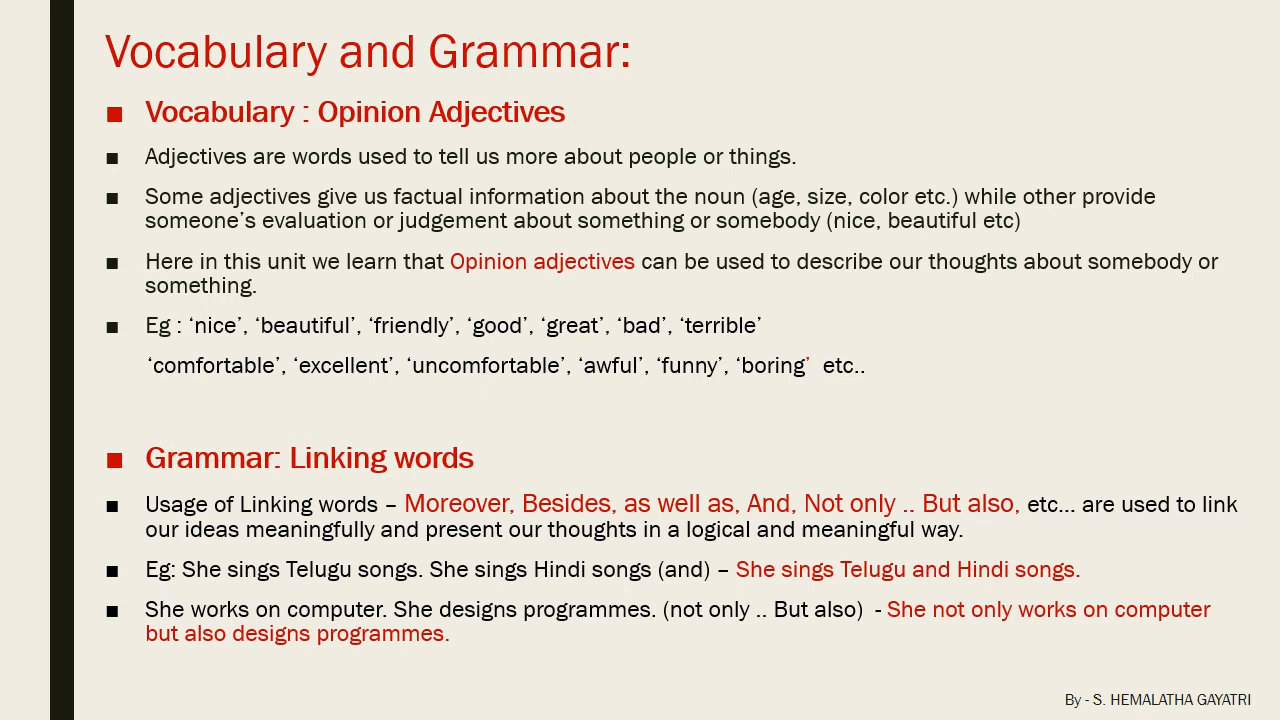 Vocabulary and Grammar:
■ Vocabulary : Opinion Adjectives
■ Adjectives are words used to tell us more about people or things.
■ Some adjectives give us factual information about the noun (age, size, color etc.) while other provide
someone’s evaluation or judgement about something or somebody (nice, beautiful etc)
■ Here in this unit we learn that Opinion adjectives can be used to describe our thoughts about somebody or
something.
■ Eg : ‘nice’, ‘beautiful’, ‘friendly’, ‘good’, ‘great’, ‘bad’, ‘terrible’
‘comfortable’, ‘excellent’, ‘uncomfortable’, ‘awful’, ‘funny’, ‘boring’ etc..
■ Grammar: Linking words
■ Usage of Linking words – Moreover, Besides, as well as, And, Not only .. But also, etc... are used to link
our ideas meaningfully and present our thoughts in a logical and meaningful way.
■ Eg: She sings Telugu songs. She sings Hindi songs (and) – She sings Telugu and Hindi songs.
■ She works on computer. She designs programmes. (not only .. But also) - She not only works on computer
but also designs programmes.
By - S. HEMALATHA GAYATRI